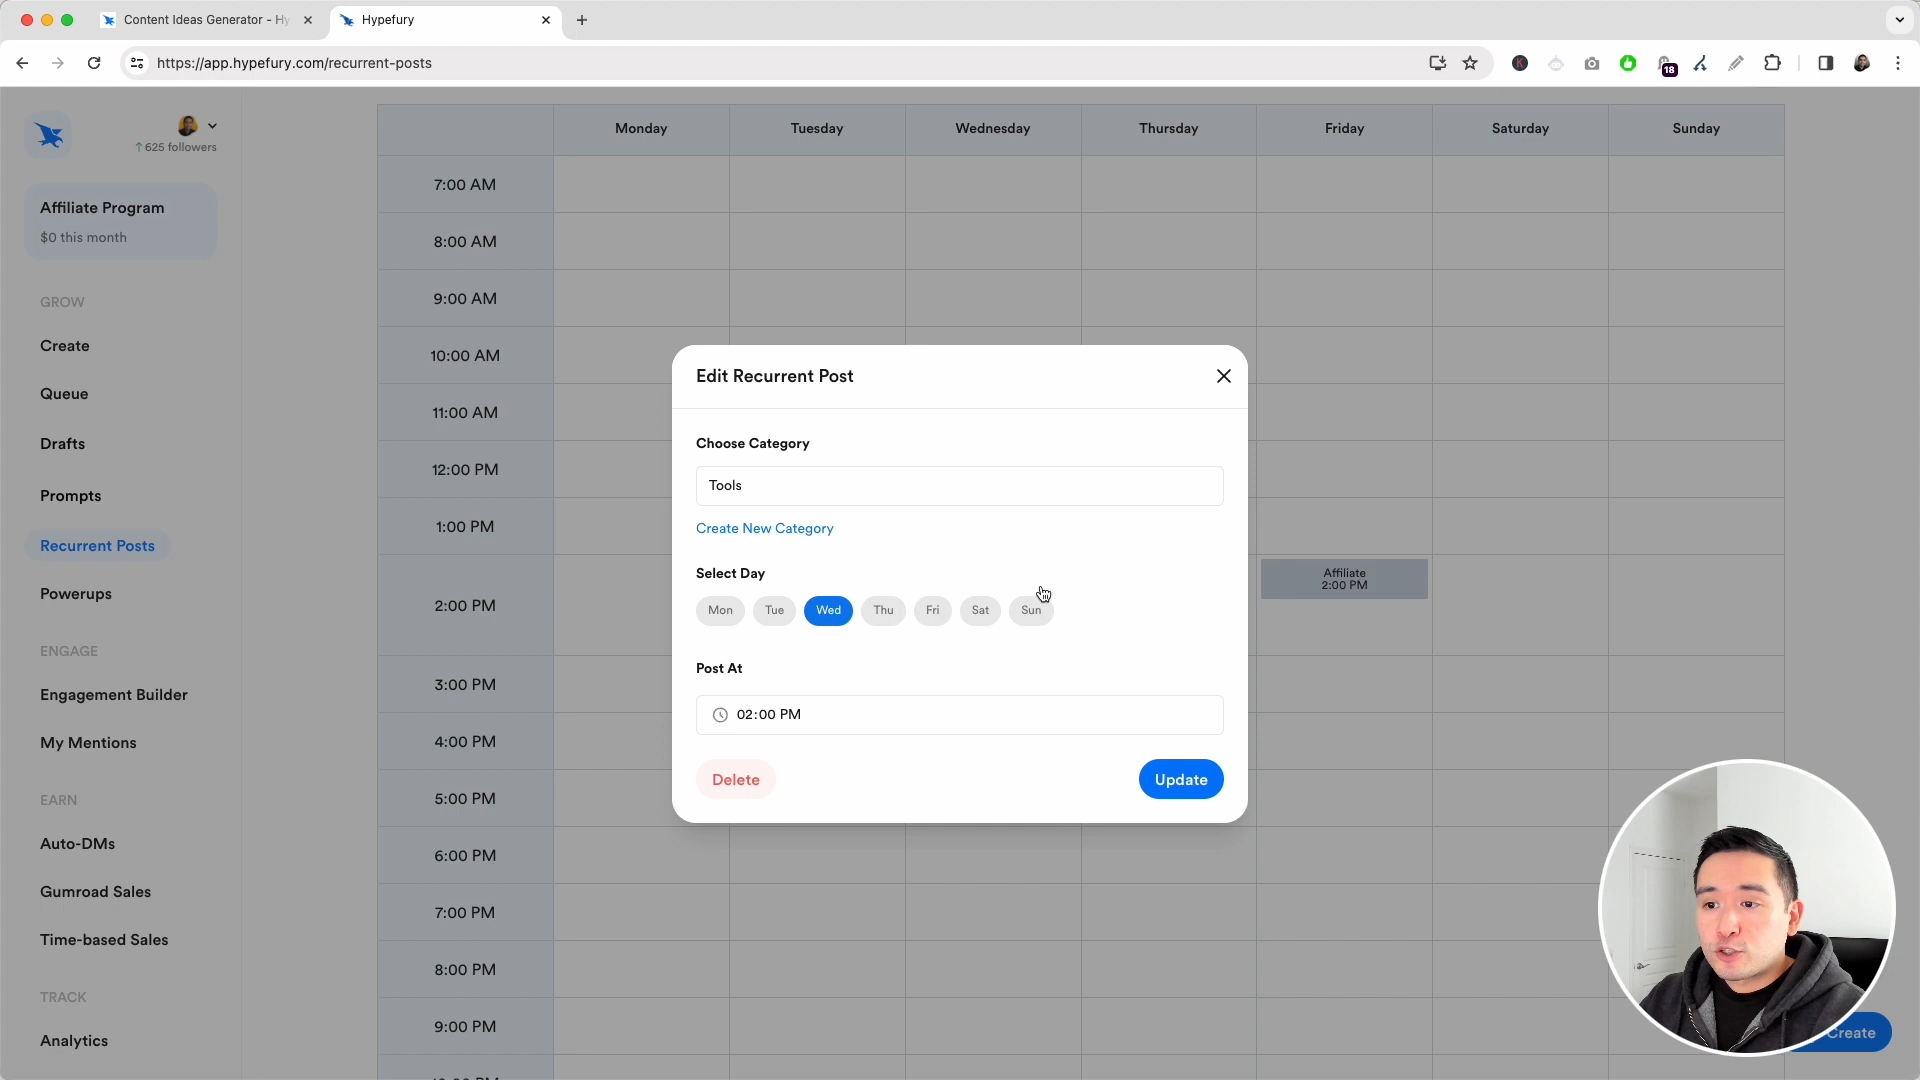 Content Ideas Generator - Hy
Hypefury
https://app.hypefury.com/recurrent-posts
18
625 followers
Affiliate Program
$0 this month
GROW
Create
Queue
Drafts
Prompts
Recurrent Posts
Powerups
ENGAGE
Engagement Builder
My Mentions
EARN
Auto-DMs
Gumroad Sales
Time-based Sales
TRACK
Analytics
Monday Tuesday Wednesday Thursday Friday Saturday Sunday
7:00 AM
8:00 AM
9:00 AM
10:00 AM
11:00 AM
12:00 PM
1:00 PM
2:00 PM
3:00 PM
4:00 PM
5:00 PM
6:00 PM
7:00 PM
8:00 PM
9:00 PM
Affiliate
2:00 PM
Edit Recurrent Post
Choose Category
Tools
Create New Category
Select Day
Mon Tue Wed Thu Fri Sat Sun
Post At
02:00 PM
Delete Update
Create